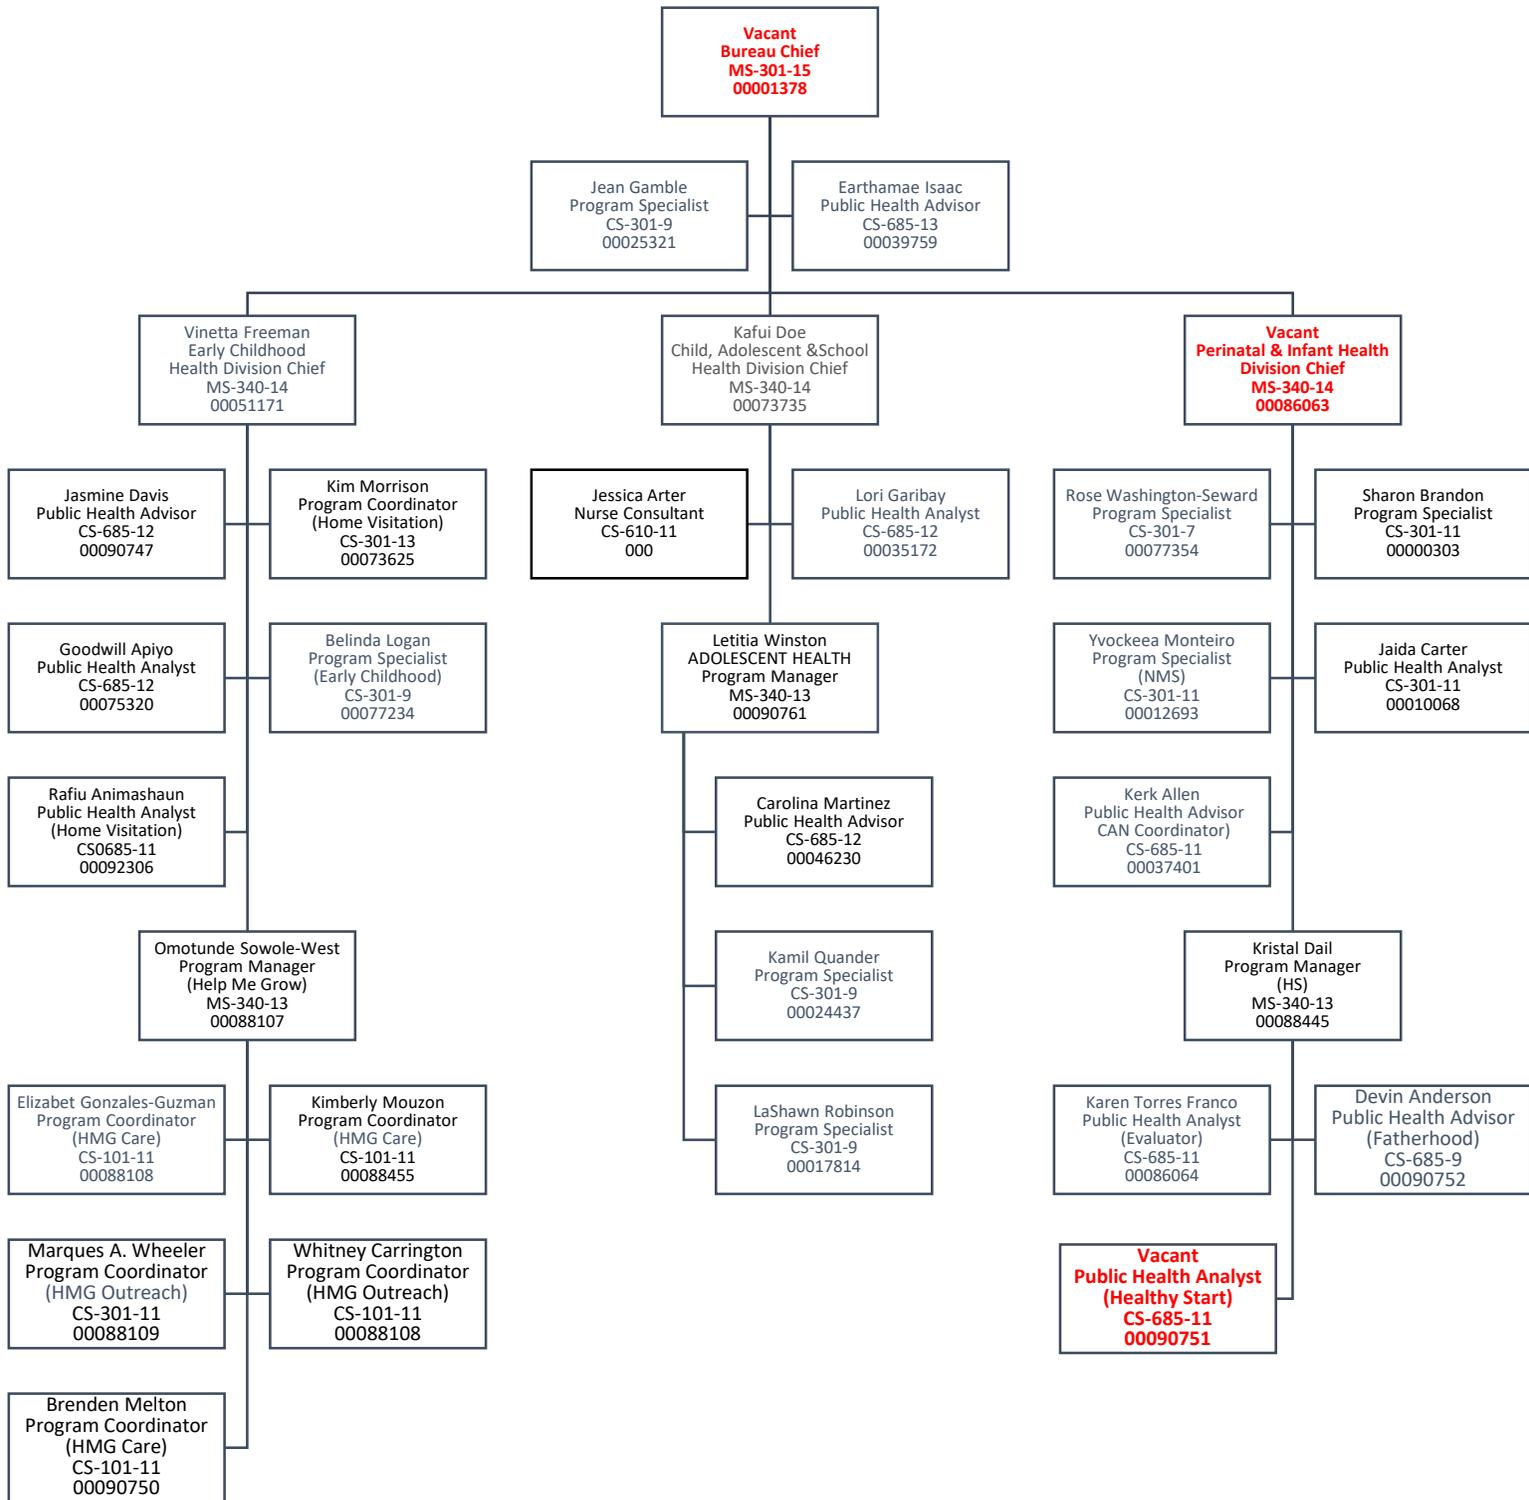 Vacant
Bureau Chief
MS-301-15
00001378
Jean Gamble
Program Specialist
CS-301-9
00025321
Earthamae Isaac
Public Health Advisor
CS-685-13
00039759
Vinetta Freeman
Early Childhood
Health Division Chief
MS-340-14
00051171
Kafui Doe
Child, Adolescent &School
Health Division Chief
MS-340-14
00073735
Vacant
Perinatal & Infant Health
Division Chief
MS-340-14
00086063
Jasmine Davis
Public Health Advisor
CS-685-12
00090747
Kim Morrison
Program Coordinator
(Home Visitation)
CS-301-13
00073625
Jessica Arter
Nurse Consultant
CS-610-11
000
Lori Garibay
Public Health Analyst
CS-685-12
00035172
Rose Washington-Seward
Program Specialist
CS-301-7
00077354
Sharon Brandon
Program Specialist
CS-301-11
00000303
Goodwill Apiyo
Public Health Analyst
CS-685-12
00075320
Belinda Logan
Program Specialist
(Early Childhood)
CS-301-9
00077234
Letitia Winston
ADOLESCENT HEALTH
Program Manager
MS-340-13
00090761
Yvockeea Monteiro
Program Specialist
(NMS)
CS-301-11
00012693
Jaida Carter
Public Health Analyst
CS-301-11
00010068
Rafiu Animashaun
Public Health Analyst
(Home Visitation)
CS0685-11
00092306
Carolina Martinez
Public Health Advisor
CS-685-12
00046230
Kerk Allen
Public Health Advisor
CAN Coordinator)
CS-685-11
00037401
Omotunde Sowole-West
Program Manager
(Help Me Grow)
MS-340-13
00088107
Kamil Quander
Program Specialist
CS-301-9
00024437
Kristal Dail
Program Manager
(HS)
MS-340-13
00088445
Elizabet Gonzales-Guzman
Program Coordinator
(HMG Care)
CS-101-11
00088108
Kimberly Mouzon
Program Coordinator
(HMG Care)
CS-101-11
00088455
LaShawn Robinson
Program Specialist
CS-301-9
00017814
Karen Torres Franco
Public Health Analyst
(Evaluator)
CS-685-11
00086064
Devin Anderson
Public Health Advisor
(Fatherhood)
CS-685-9
00090752
Marques A. Wheeler
Program Coordinator
(HMG Outreach)
CS-301-11
00088109
Whitney Carrington
Program Coordinator
(HMG Outreach)
CS-101-11
00088108
Vacant
Public Health Analyst
(Healthy Start)
CS-685-11
00090751
Brenden Melton
Program Coordinator
(HMG Care)
CS-101-11
00090750